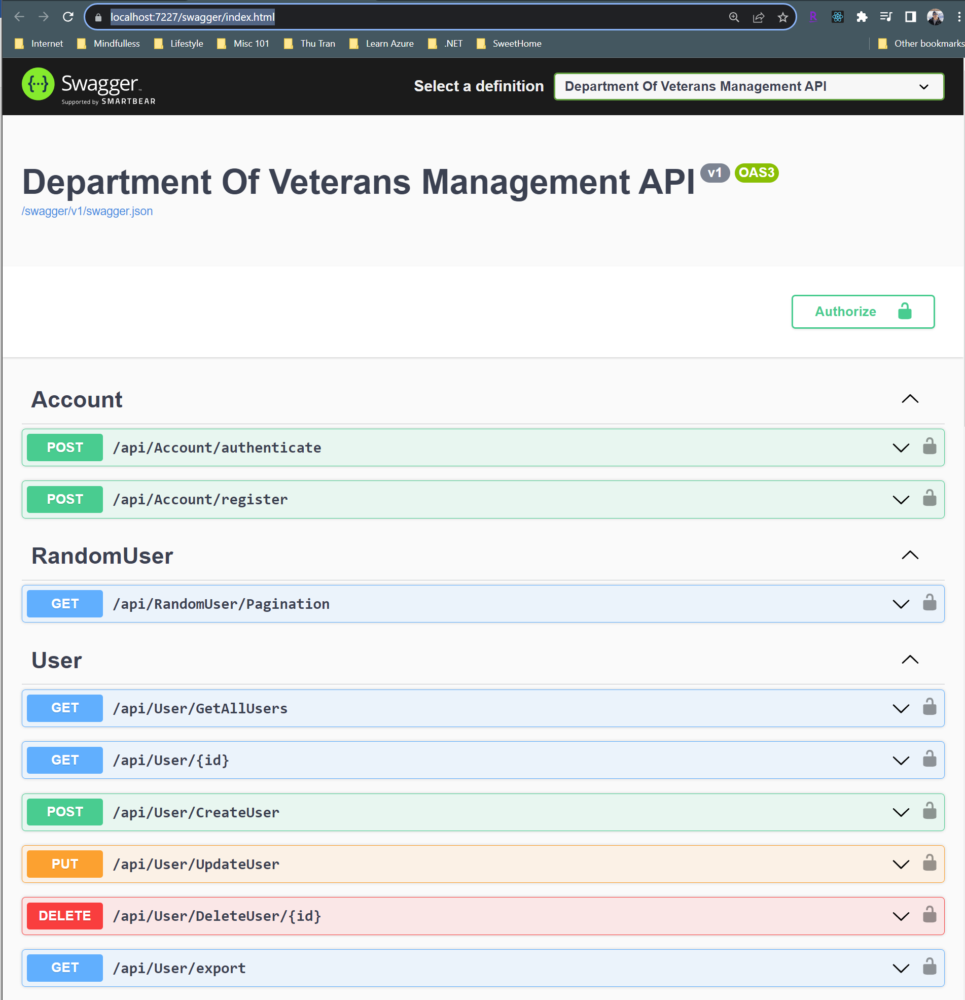 localhost:7227/swagger/index.html
Internet Mindfulless Lifestyle Misc 101 Thu Tran Learn Azure .NET SweetHome Other bookmarks
{···} Swagger™
Supported by SMARTBEAR
Select a definition Department Of Veterans Management API
Department Of Veterans Management API v1 OAS3
/swagger/v1/swagger.json
Authorize
Account
POST /api/Account/authenticate
POST /api/Account/register
RandomUser
GET /api/RandomUser/Pagination
User
GET /api/User/GetAllUsers
GET /api/User/{id}
POST /api/User/CreateUser
PUT /api/User/UpdateUser
DELETE /api/User/DeleteUser/{id}
GET /api/User/export